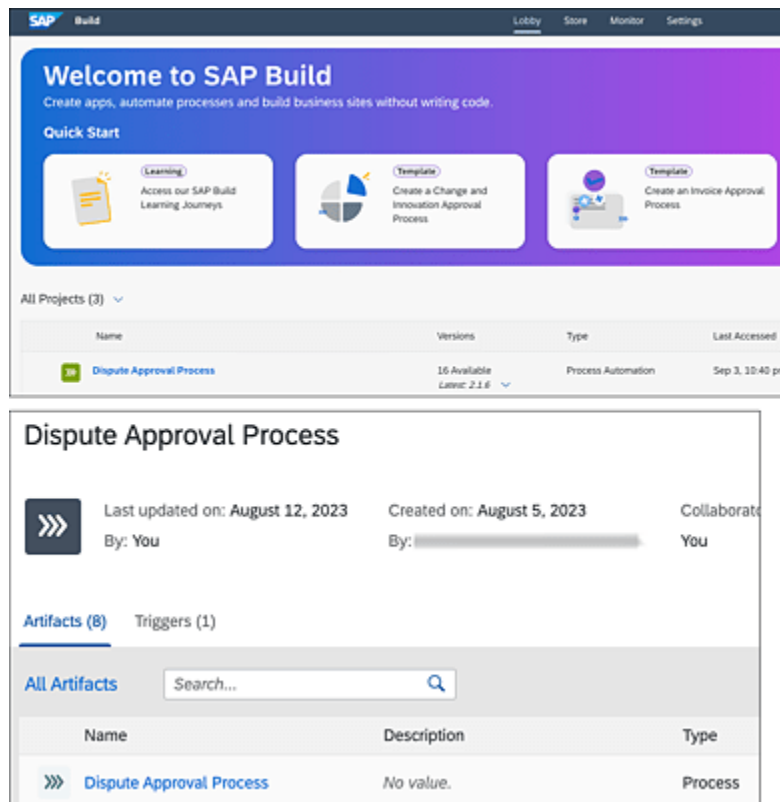 SAP Build
Lobby Store Monitor Settings
Welcome to SAP Build
Create apps, automate processes and build business sites without writing code.
Quick Start
Learning
Access our SAP Build
Learning Journeys
Template
Create a Change and
Innovation Approval
Process
Template
Create an Invoice Approval
Process
All Projects (3)
Name Versions Type Last Accessed
Dispute Approval Process 16 Available Process Automation Sep 3, 10:40 p
Latest: 2.1.6
Dispute Approval Process
Last updated on: August 12, 2023 Created on: August 5, 2023 Collaborato
By: You By: You
Artifacts (8) Triggers (1)
All Artifacts Search...
Name Description Type
Dispute Approval Process No value. Process